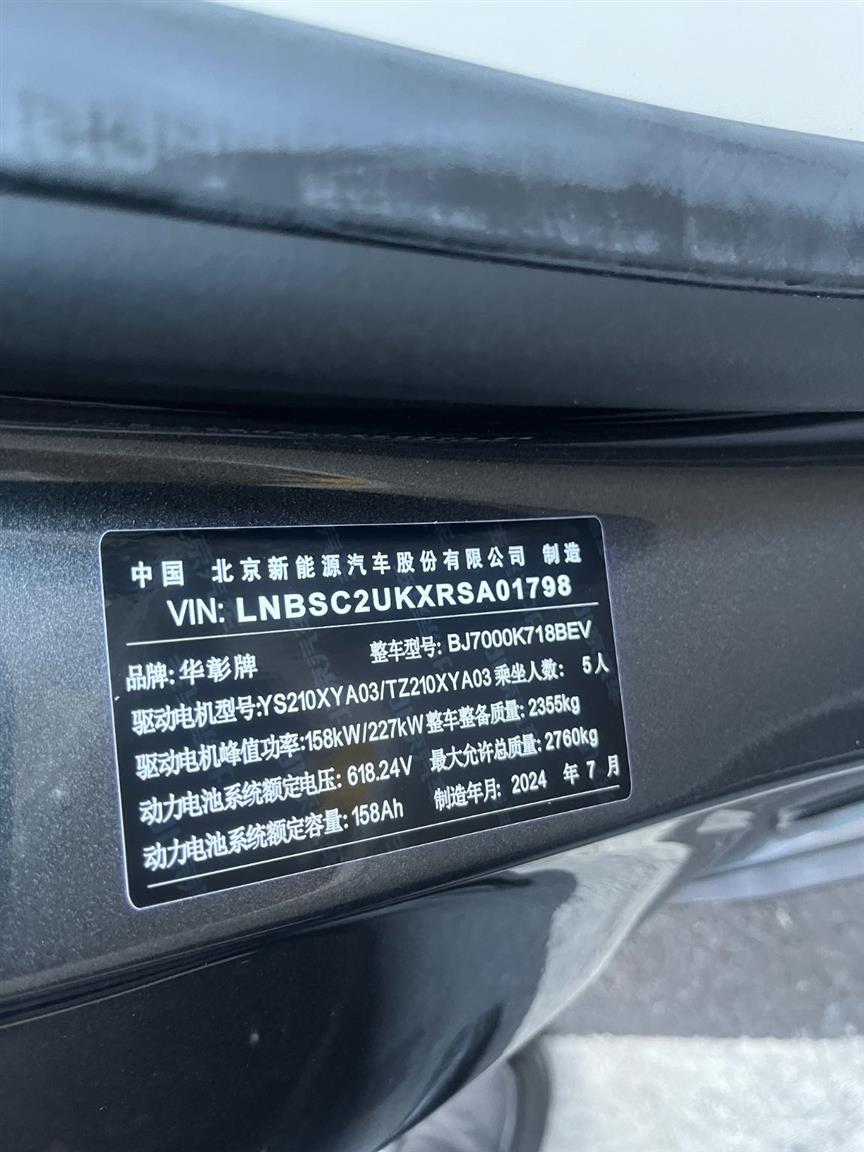 中国 北京新能源汽车股份有限公司 制造
VIN: LNBSC2UKXRSA01798
品牌: 华彰牌 整车型号: BJ7000K718BEV
驱动电机型号:YS210XYA03/TZ210XYA03 乘坐人数: 5人
驱动电机峰值功率:158kW/227kW 整车整备质量: 2355kg
动力电池系统额定电压: 618.24V 最大允许总质量: 2760kg
动力电池系统额定容量: 158Ah 制造年月: 2024 年 7 月